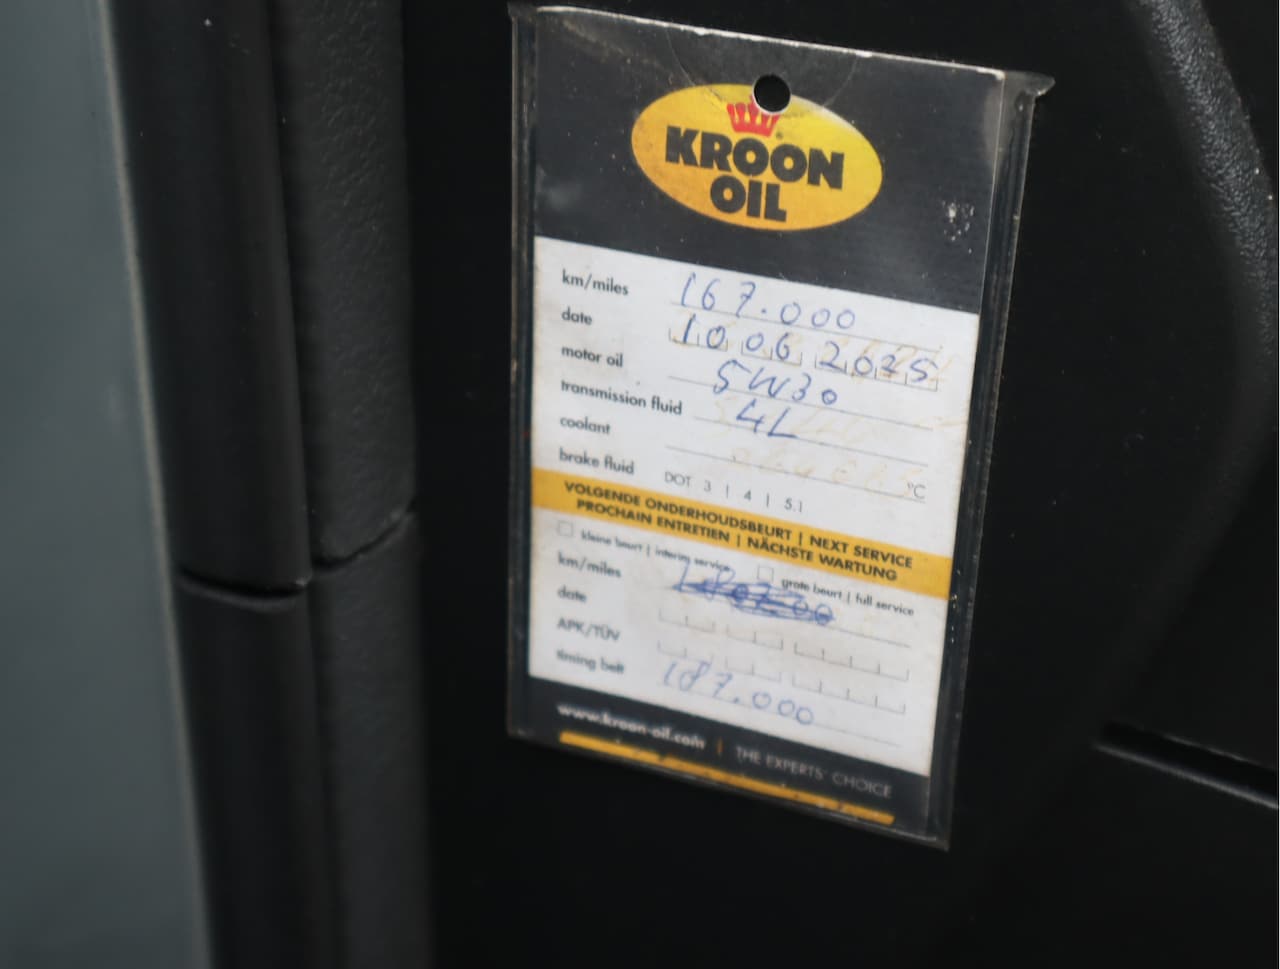 KROON
OIL
km/miles 167.000
date 10 06 2025
motor oil 5W30
transmission fluid 4L
coolant °C
brake fluid DOT 3 | 4 | 5.1
VOLGENDE ONDERHOUDSBEURT | NEXT SERVICE
PROCHAIN ENTRETIEN | NÄCHSTE WARTUNG
kleine beurt | interim service grote beurt | full service
km/miles
date
APK/TÜV
timing belt 187.000
www.kroon-oil.com | THE EXPERTS' CHOICE